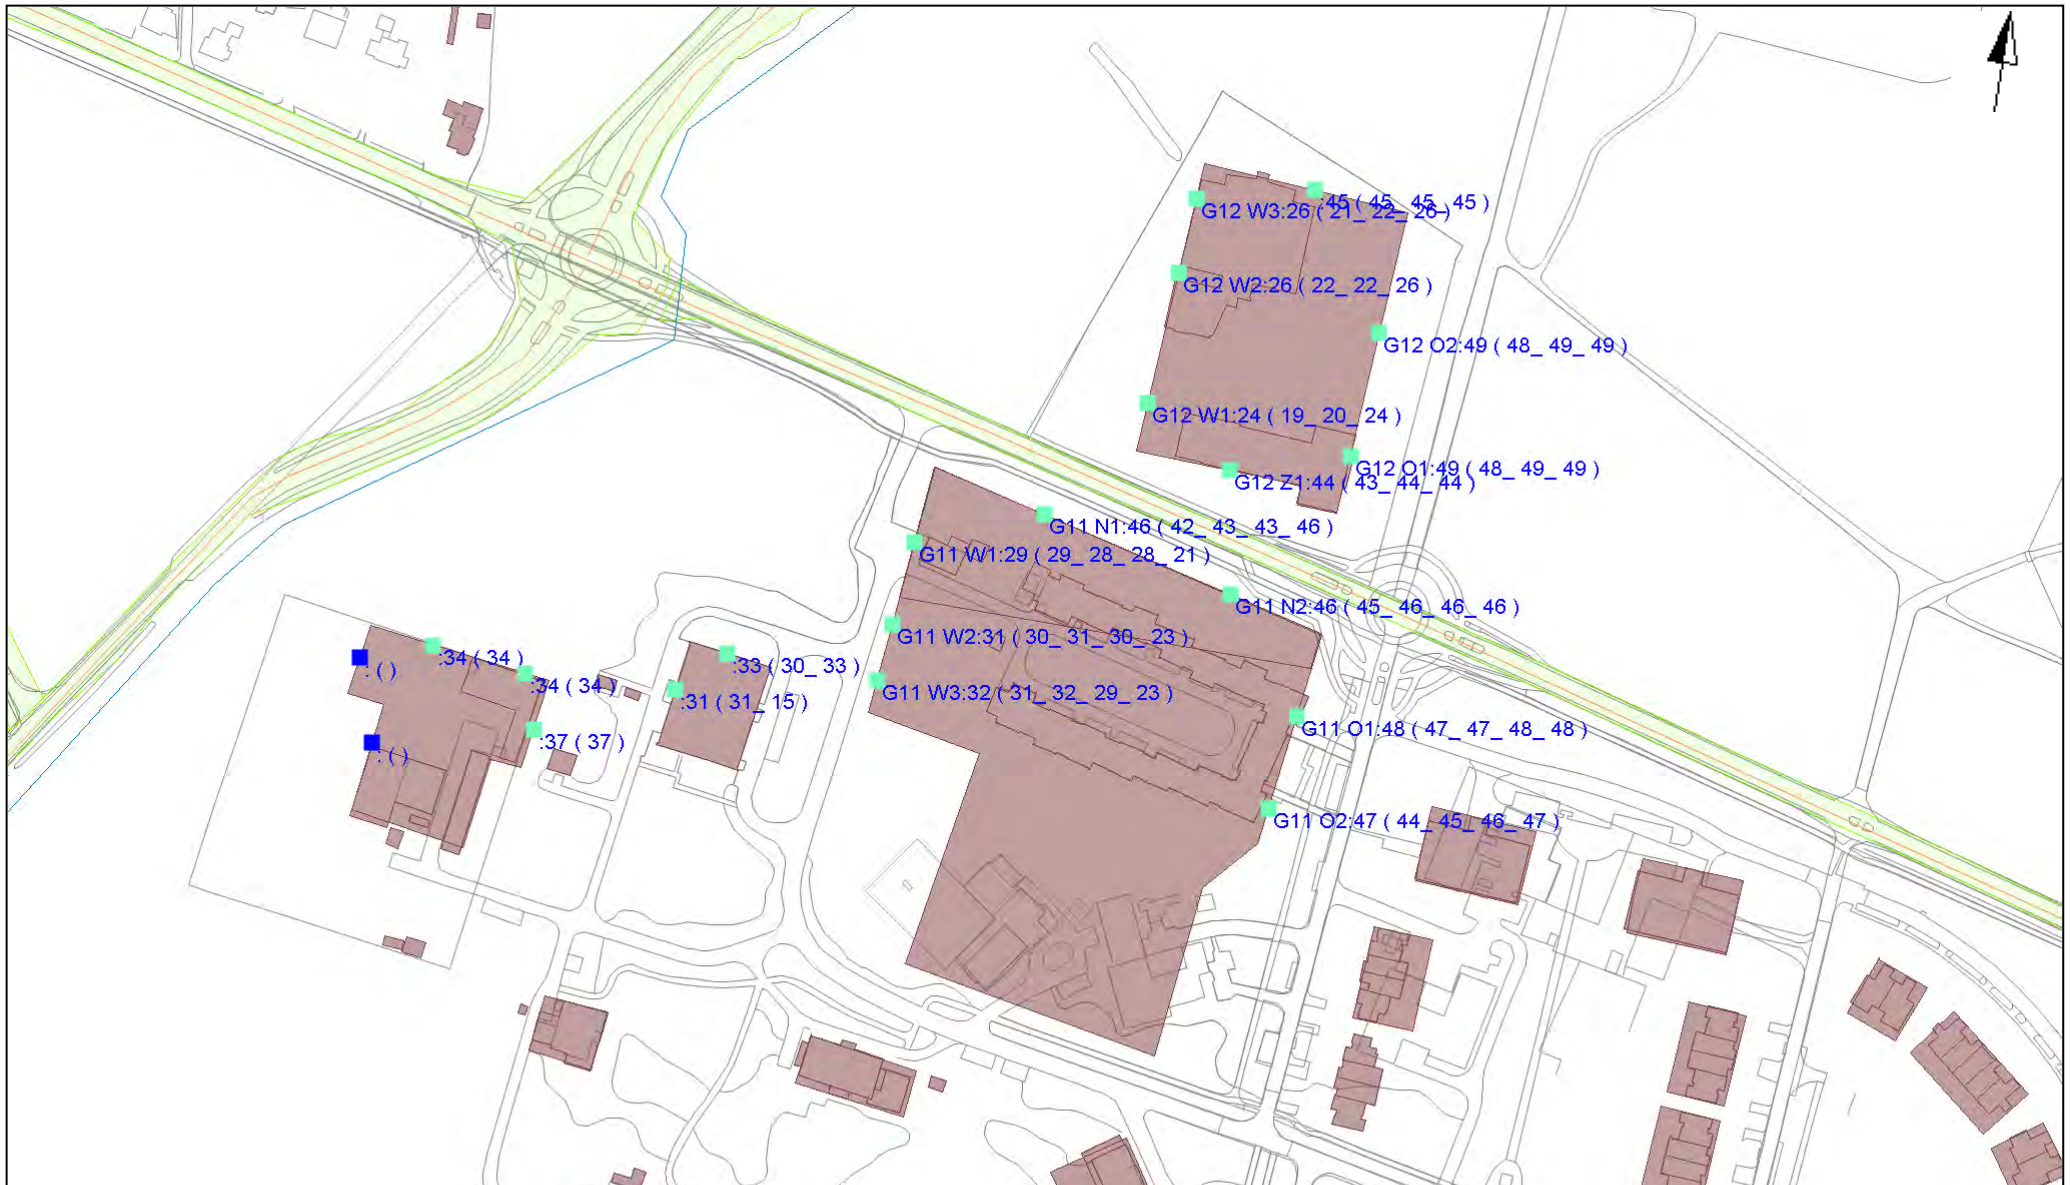 :45 ( 45_ 45_ 45 )
G12 W3:26 ( 21_ 22_ 26 )
G12 W2:26 ( 22_ 22_ 26 )
G12 O2:49 ( 48_ 49_ 49 )
G12 W1:24 ( 19_ 20_ 24 )
G12 O1:49 ( 48_ 49_ 49 )
G12 Z1:44 ( 43_ 44_ 44 )
G11 N1:46 ( 42_ 43_ 43_ 46 )
G11 W1:29 ( 29_ 28_ 28_ 21 )
G11 N2:46 ( 45_ 46_ 46_ 46 )
G11 W2:31 ( 30_ 31_ 30_ 23 )
:34 ( 34 )
:33 ( 30_ 33 )
: ( )
:34 ( 34 )
G11 W3:32 ( 31_ 32_ 29_ 23 )
:31 ( 31_ 15 )
G11 O1:48 ( 47_ 47_ 48_ 48 )
:37 ( 37 )
: ( )
G11 O2:47 ( 44_ 45_ 46_ 47 )